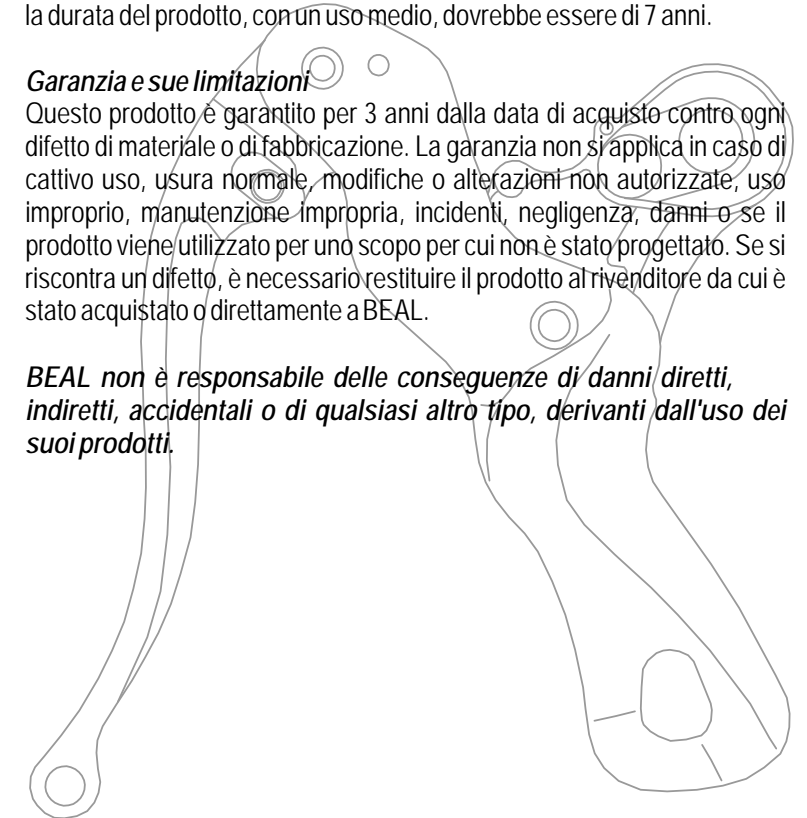 la durata del prodotto, con un uso medio, dovrebbe essere di 7 anni.
Garanzia e sue limitazioni
Questo prodotto è garantito per 3 anni dalla data di acquisto contro ogni
difetto di materiale o di fabbricazione. La garanzia non si applica in caso di
cattivo uso, usura normale, modifiche o alterazioni non autorizzate, uso
improprio, manutenzione impropria, incidenti, negligenza, danni o se il
prodotto viene utilizzato per uno scopo per cui non è stato progettato. Se si
riscontra un difetto, è necessario restituire il prodotto al rivenditore da cui è
stato acquistato o direttamente a BEAL.
BEAL non è responsabile delle conseguenze di danni diretti,
indiretti, accidentali o di qualsiasi altro tipo, derivanti dall'uso dei
suoi prodotti.